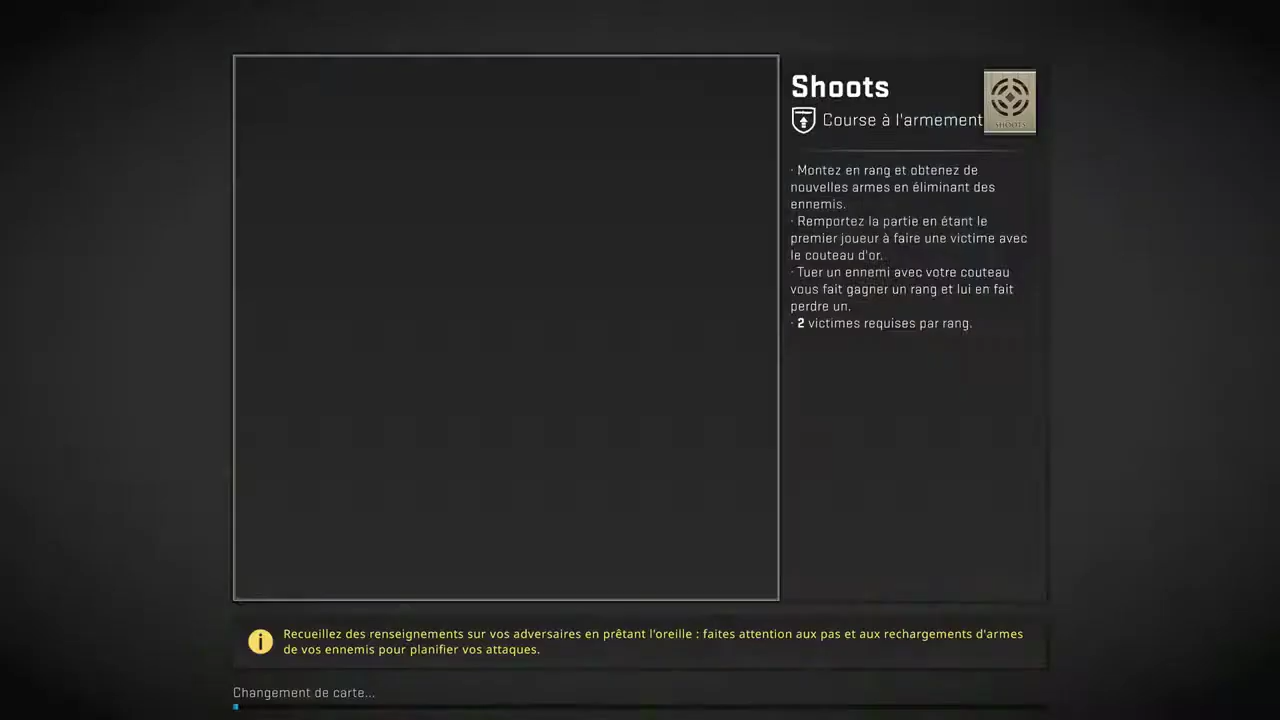 Shoots
Course à l'armement
SHOOTS
· Montez en rang et obtenez de
nouvelles armes en éliminant des
ennemis.
· Remportez la partie en étant le
premier joueur à faire une victime avec
le couteau d'or.
· Tuer un ennemi avec votre couteau
vous fait gagner un rang et lui en fait
perdre un.
· 2 victimes requises par rang.
Recueillez des renseignements sur vos adversaires en prêtant l'oreille : faites attention aux pas et aux rechargements d'armes
de vos ennemis pour planifier vos attaques.
Changement de carte...